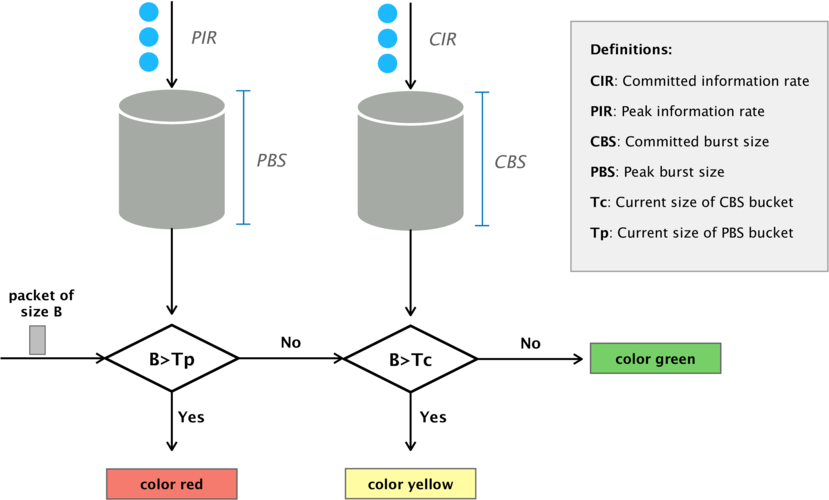 PIR
CIR
PBS
CBS
Definitions:
CIR: Committed information rate
PIR: Peak information rate
CBS: Committed burst size
PBS: Peak burst size
Tc: Current size of CBS bucket
Tp: Current size of PBS bucket
packet of
size B
B>Tp
No
B>Tc
No
color green
Yes
Yes
color red
color yellow